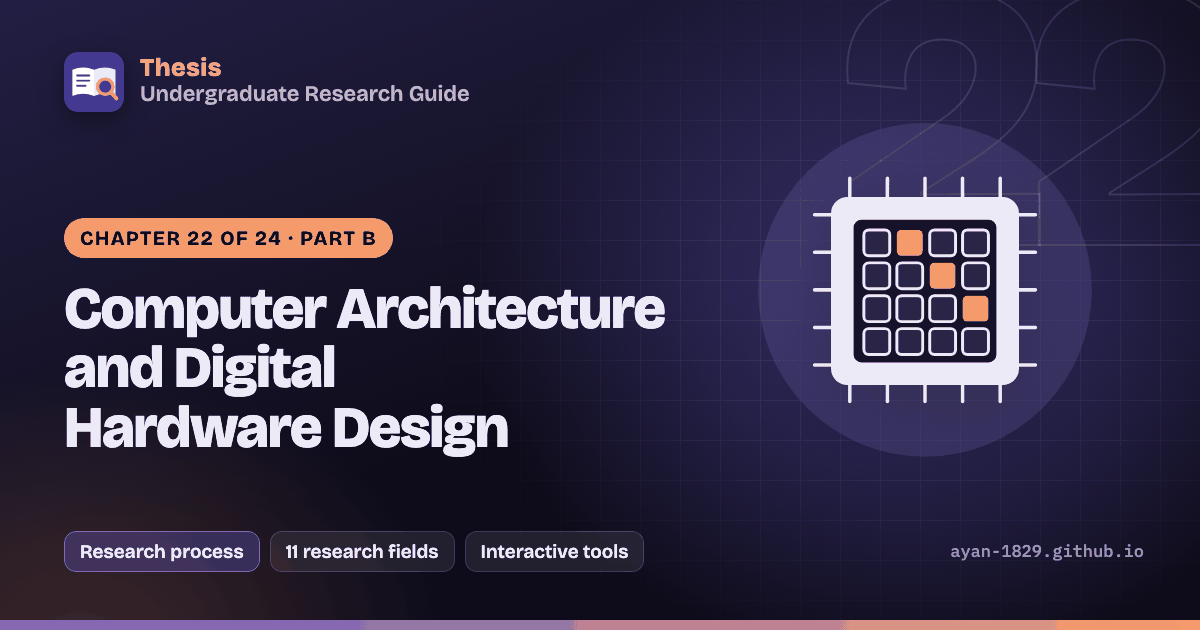 22
Thesis
Undergraduate Research Guide
CHAPTER 22 OF 24 · PART B
Computer Architecture
and Digital
Hardware Design
Research process
11 research fields
Interactive tools
ayan-1829.github.io